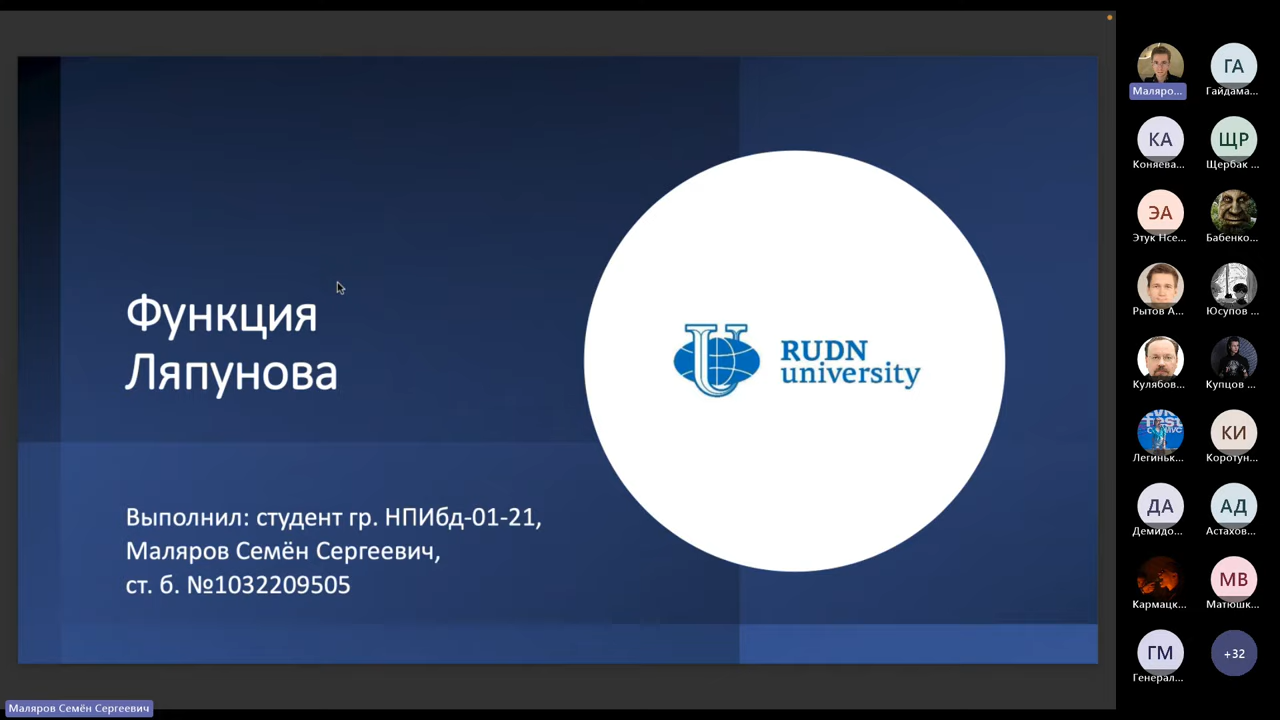 Функция
Ляпунова
RUDN
university
Выполнил: студент гр. НПИбд-01-21,
Маляров Семён Сергеевич,
ст. б. №1032209505
Маляров Семён Сергеевич
Маляро...
ГА
Гайдама...
КА
Коняева...
ЩР
Щербак ...
ЭА
Этук Нсе...
Бабенко...
Рытов А...
Юсупов ...
Кулябов...
Купцов ...
Легиньк...
КИ
Коротун...
ДА
Демидо...
АД
Астахов...
Кармацк...
МВ
Матюшк...
ГМ
Генерал...
+32